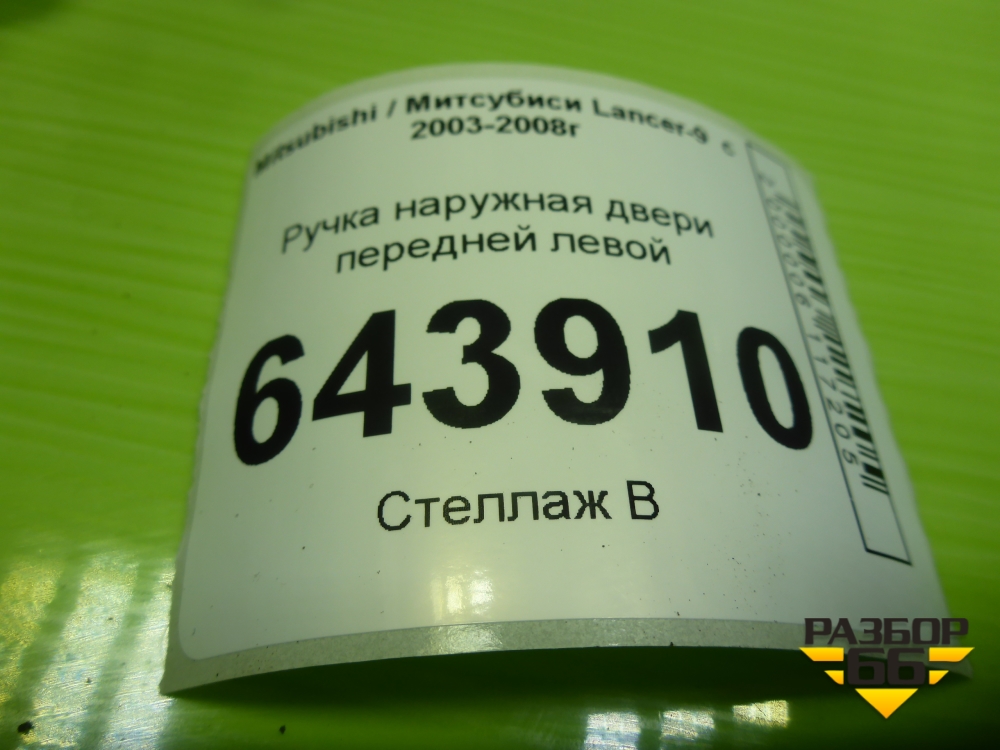 Mitsubishi / Митсубиси Lancer-9 с
2003-2008г
Ручка наружная двери
передней левой
643910
Стеллаж В
РАЗБОР
66